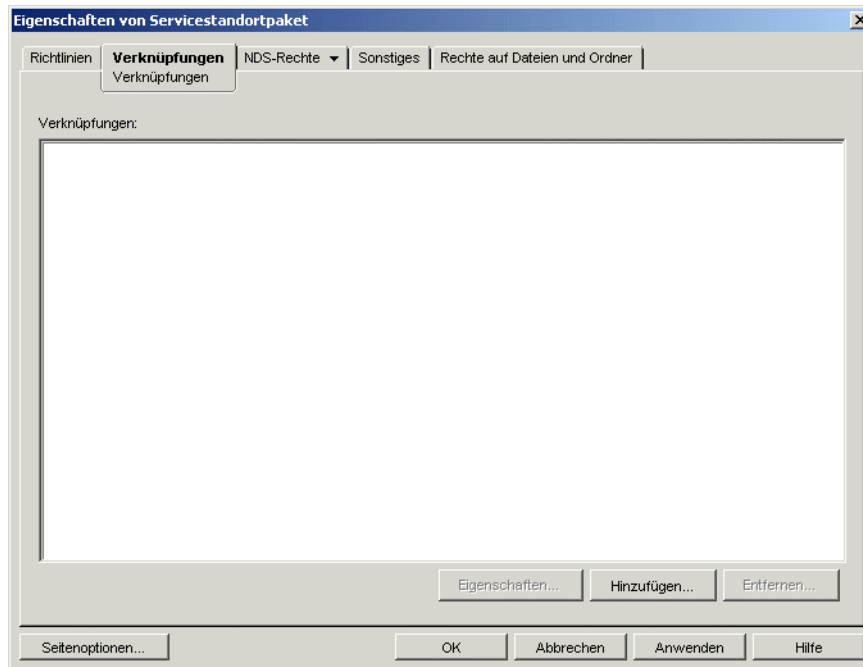 Eigenschaften von Servicestandortpaket
Richtlinien Verknüpfungen NDS-Rechte Sonstiges Rechte auf Dateien und Ordner
Verknüpfungen
Verknüpfungen:
Eigenschaften... Hinzufügen... Entfernen...
Seitenoptionen... OK Abbrechen Anwenden Hilfe